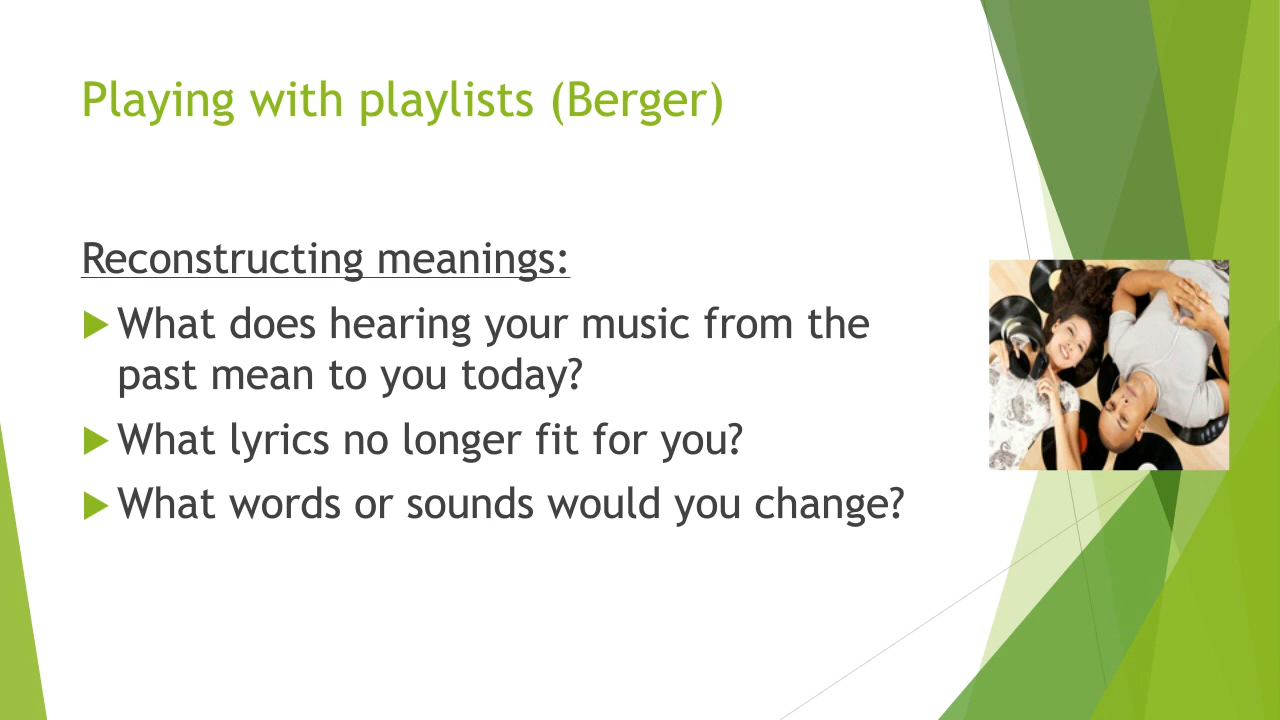 Playing with playlists (Berger)
Reconstructing meanings:
What does hearing your music from the
past mean to you today?
What lyrics no longer fit for you?
What words or sounds would you change?